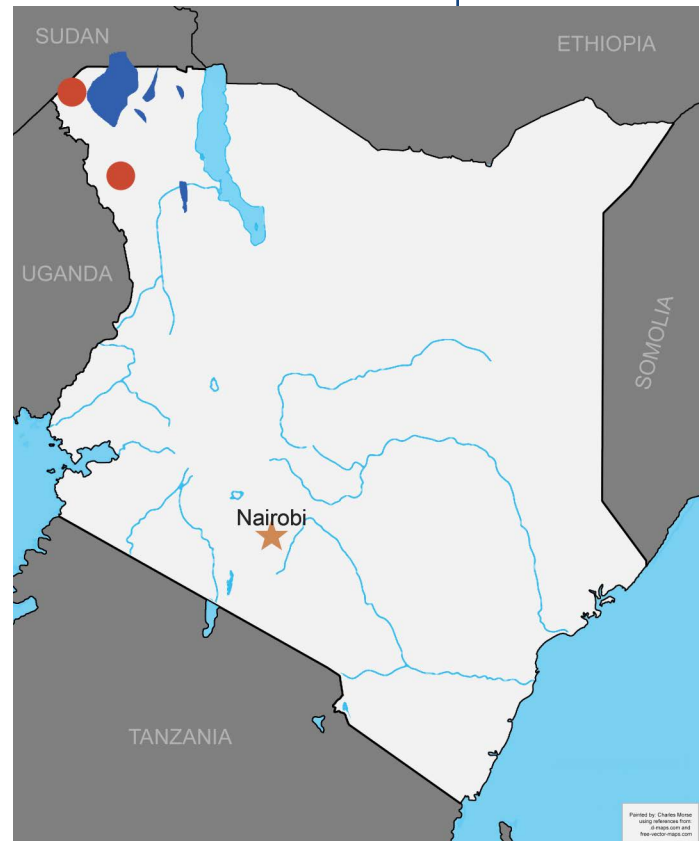 SUDAN
ETHIOPIA
UGANDA
SOMOLIA
Nairobi
TANZANIA
Painted by: Charles Morse
using references from
d-maps.com and
free-vector-maps.com